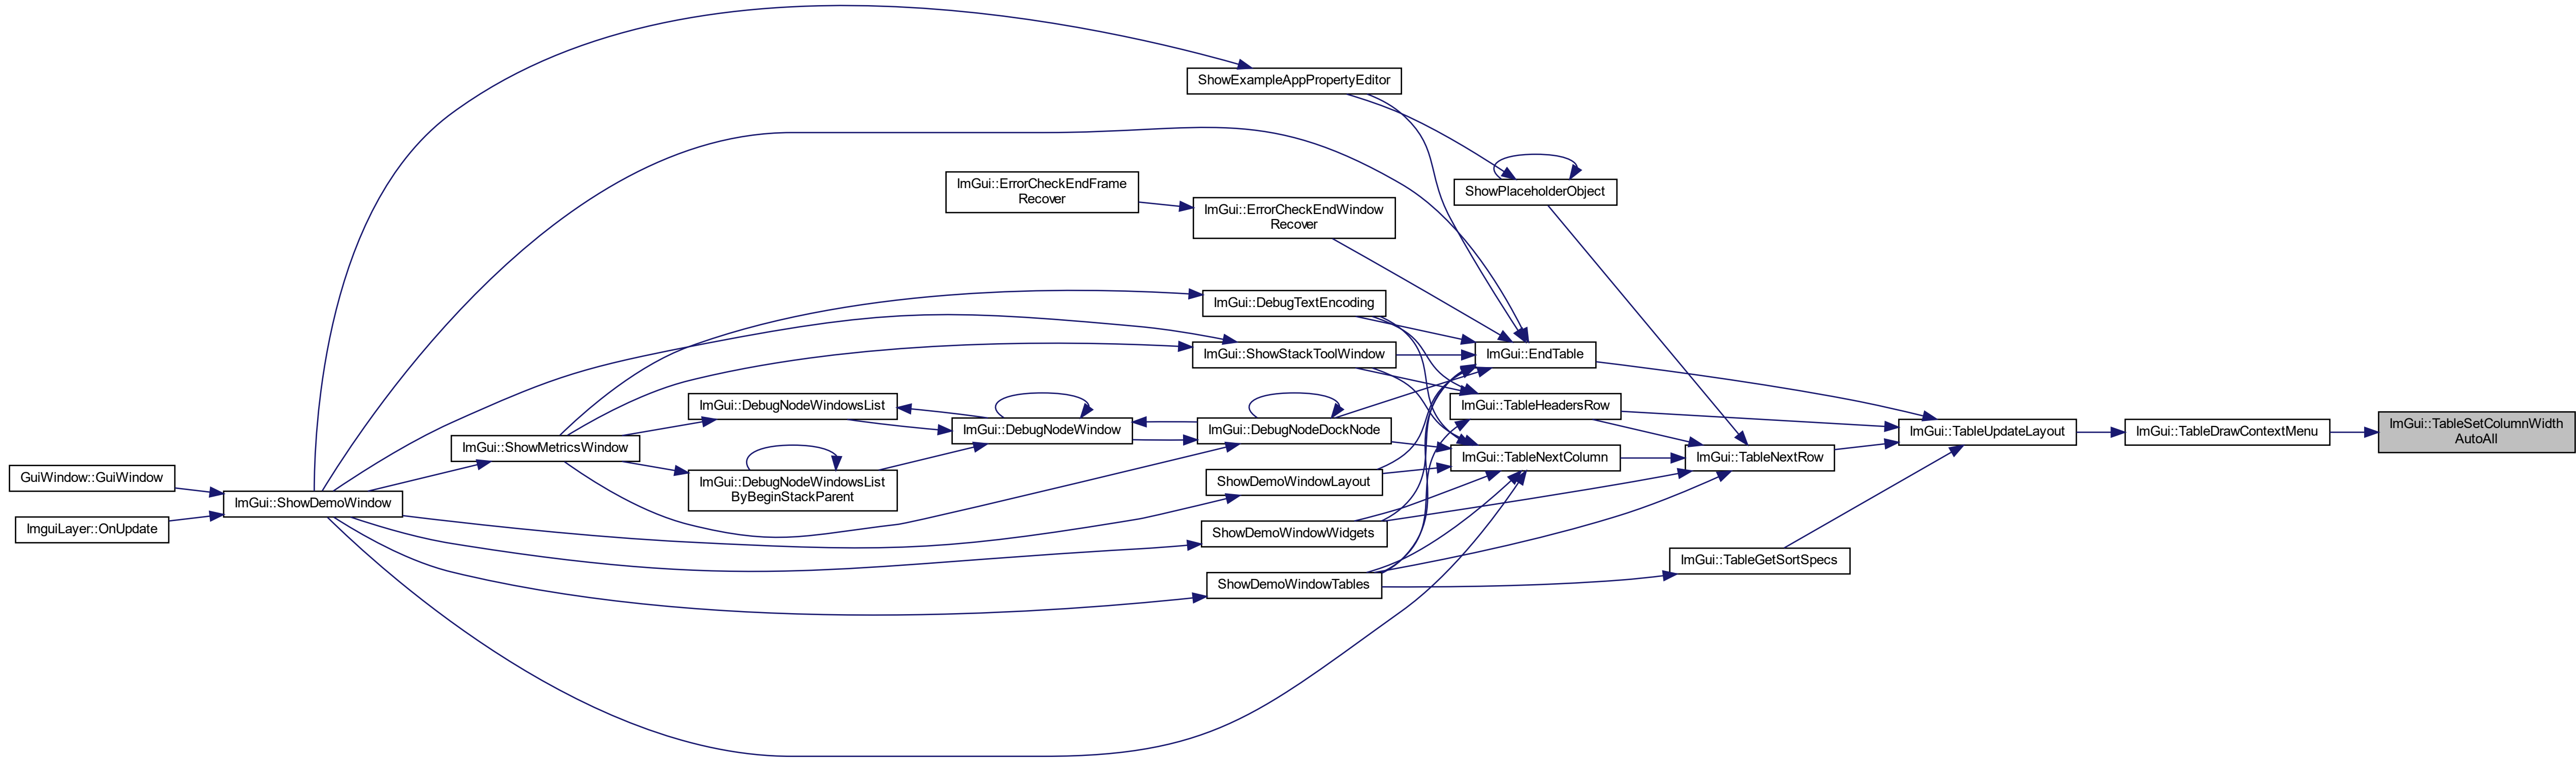 ShowExampleAppPropertyEditor
ShowPlaceholderObject
ImGui::ErrorCheckEndFrame
Recover
ImGui::ErrorCheckEndWindow
Recover
ImGui::DebugTextEncoding
ImGui::ShowStackToolWindow
ImGui::EndTable
ImGui::DebugNodeWindowsList
ImGui::DebugNodeWindow
ImGui::DebugNodeDockNode
ImGui::TableHeadersRow
ImGui::TableUpdateLayout
ImGui::TableDrawContextMenu
ImGui::TableSetColumnWidth
AutoAll
ImGui::ShowMetricsWindow
ImGui::TableNextColumn
ImGui::TableNextRow
GuiWindow::GuiWindow
ImGui::DebugNodeWindowsList
ByBeginStackParent
ShowDemoWindowLayout
ImGui::ShowDemoWindow
ImguiLayer::OnUpdate
ShowDemoWindowWidgets
ImGui::TableGetSortSpecs
ShowDemoWindowTables